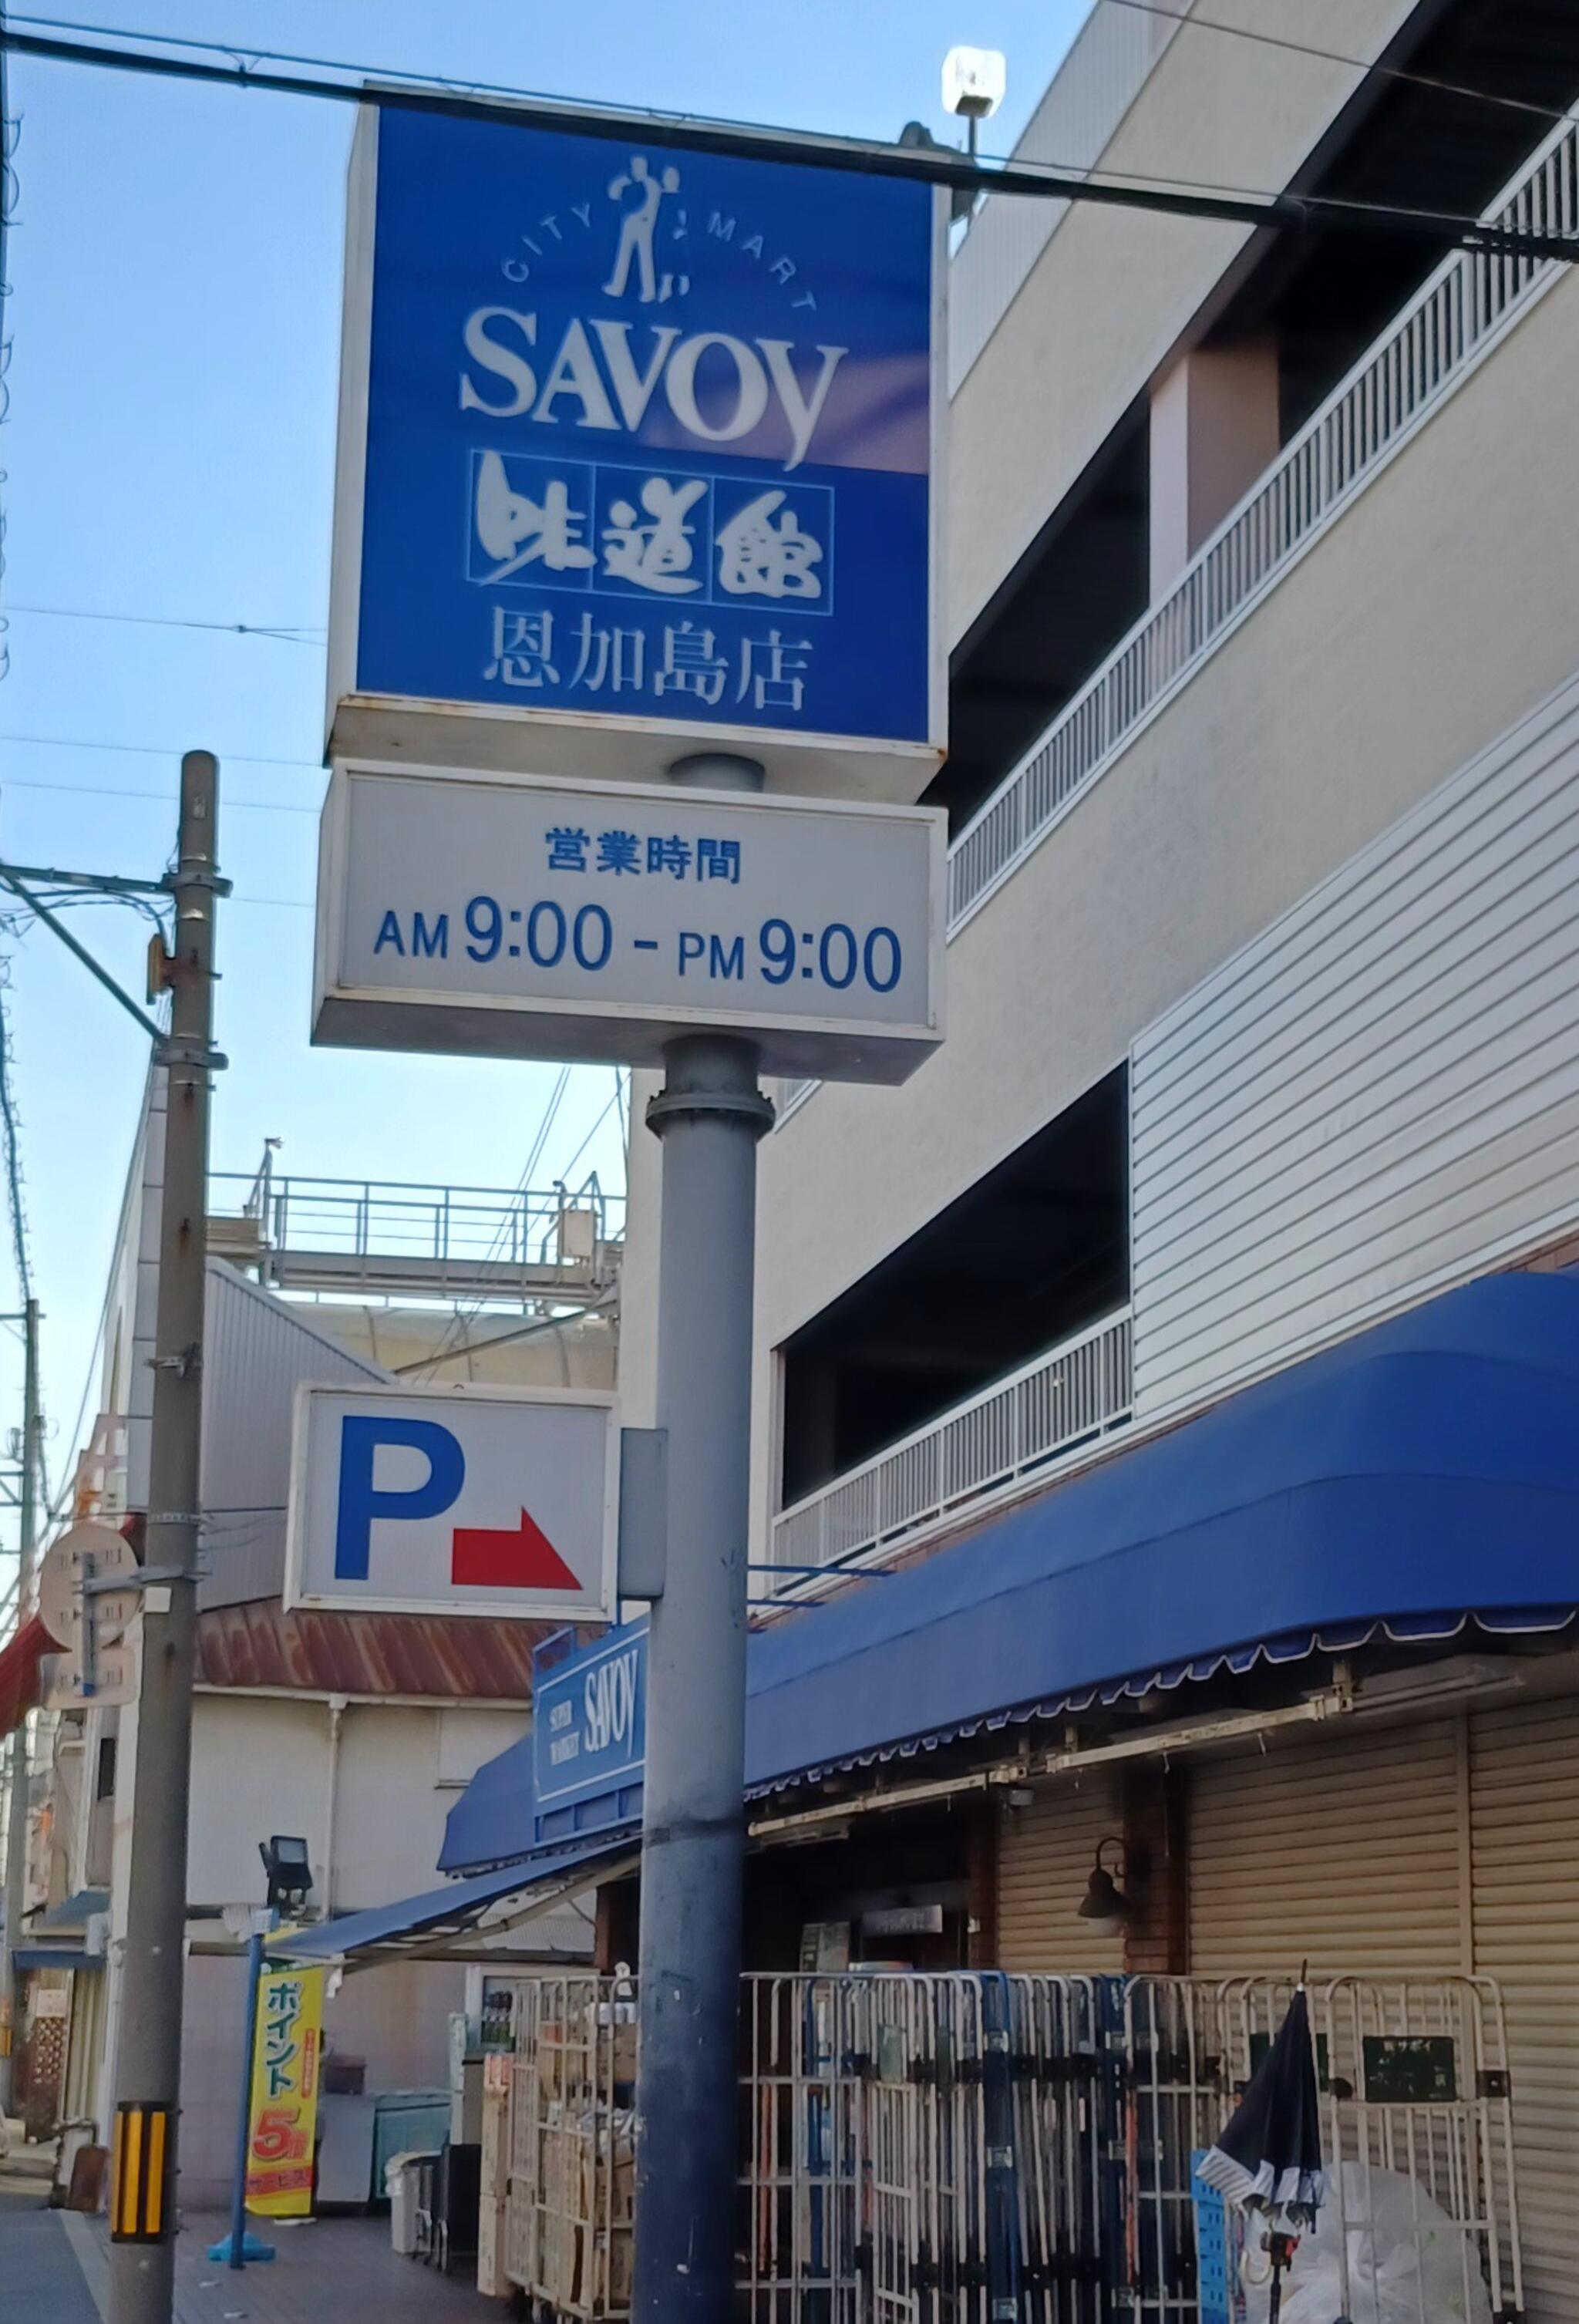 CITY MART
SAVOY
味道館
恩加島店
営業時間
AM 9:00 - PM 9:00
P
SUPER
MARKET
SAVOY
ポイント
5倍
サービス